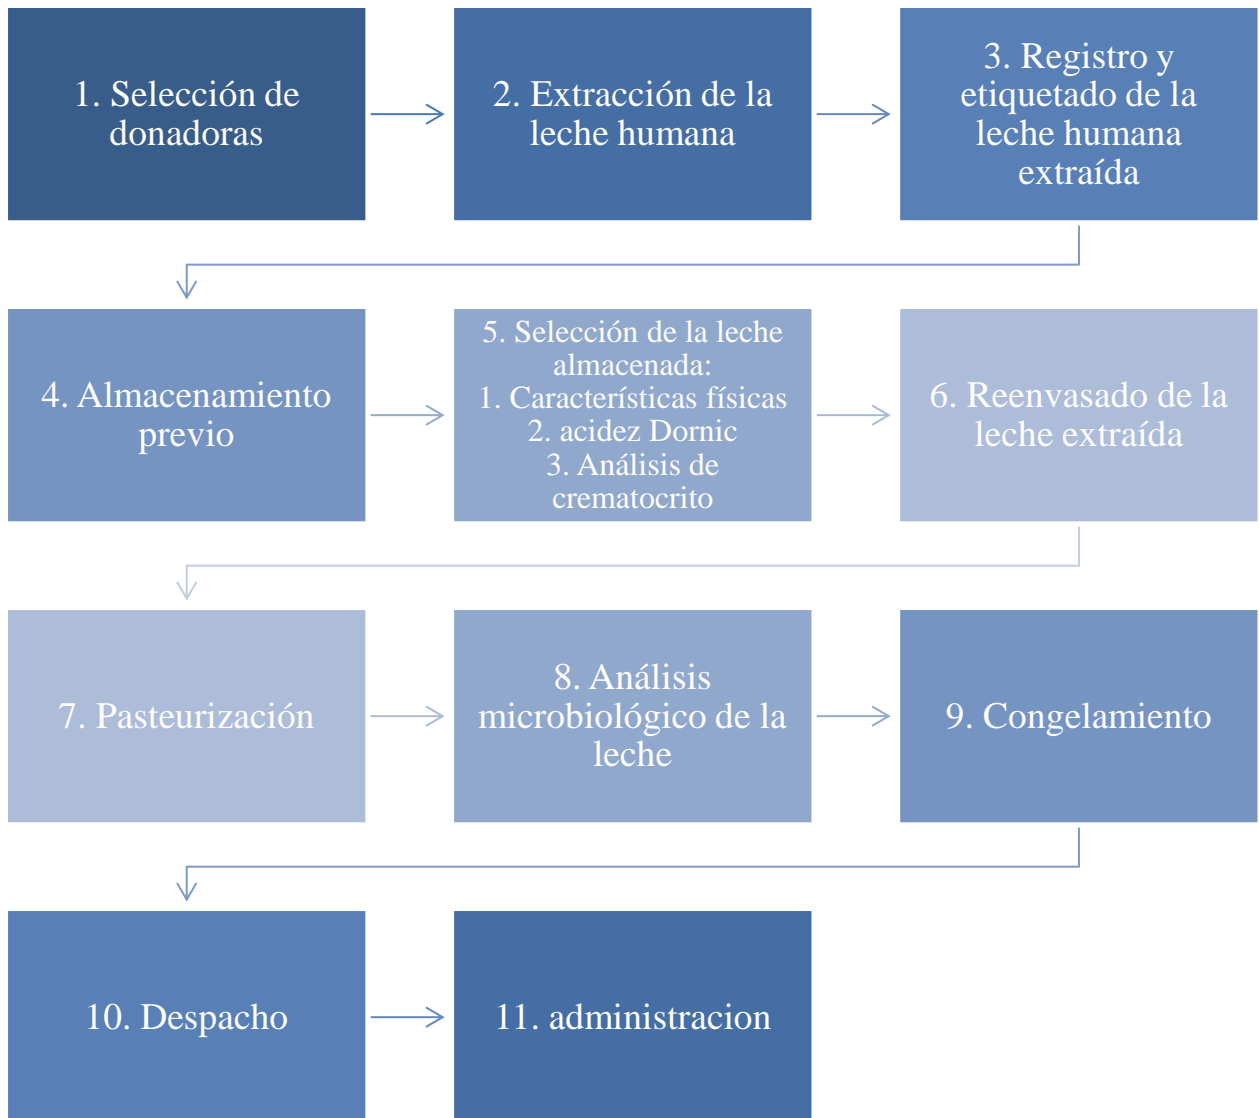 1. Selección de
donadoras
2. Extracción de la
leche humana
3. Registro y
etiquetado de la
leche humana
extraída
4. Almacenamiento
previo
5. Selección de la leche
almacenada:
1. Características físicas
2. acidez Dornic
3. Análisis de
crematocrito
6. Reenvasado de la
leche extraída
7. Pasteurización
8. Análisis
microbiológico de la
leche
9. Congelamiento
10. Despacho
11. administracion